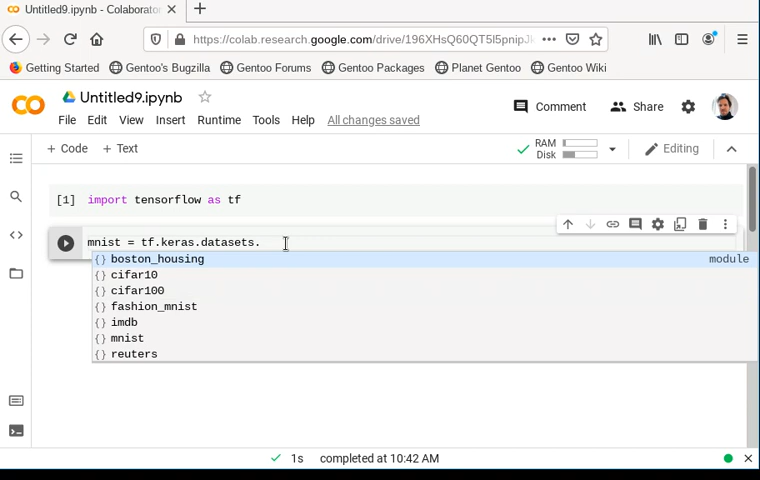 Untitled9.ipynb - Colaborator
https://colab.research.google.com/drive/196XHsQ60QT5l5pnipJ
Getting Started Gentoo's Bugzilla Gentoo Forums Gentoo Packages Planet Gentoo Gentoo Wiki
Untitled9.ipynb
Comment Share
File Edit View Insert Runtime Tools Help All changes saved
+ Code + Text
RAM
Disk
Editing
[1] import tensorflow as tf
mnist = tf.keras.datasets.
{} boston_housing module
{} cifar10
{} cifar100
{} fashion_mnist
{} imdb
{} mnist
{} reuters
1s completed at 10:42 AM